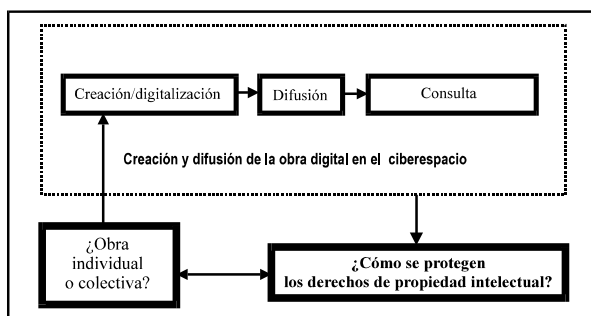 Creación/digitalización
Difusión
Consulta
Creación y difusión de la obra digital en el ciberespacio
¿Obra
individual
o colectiva?
¿Cómo se protegen
los derechos de propiedad intelectual?